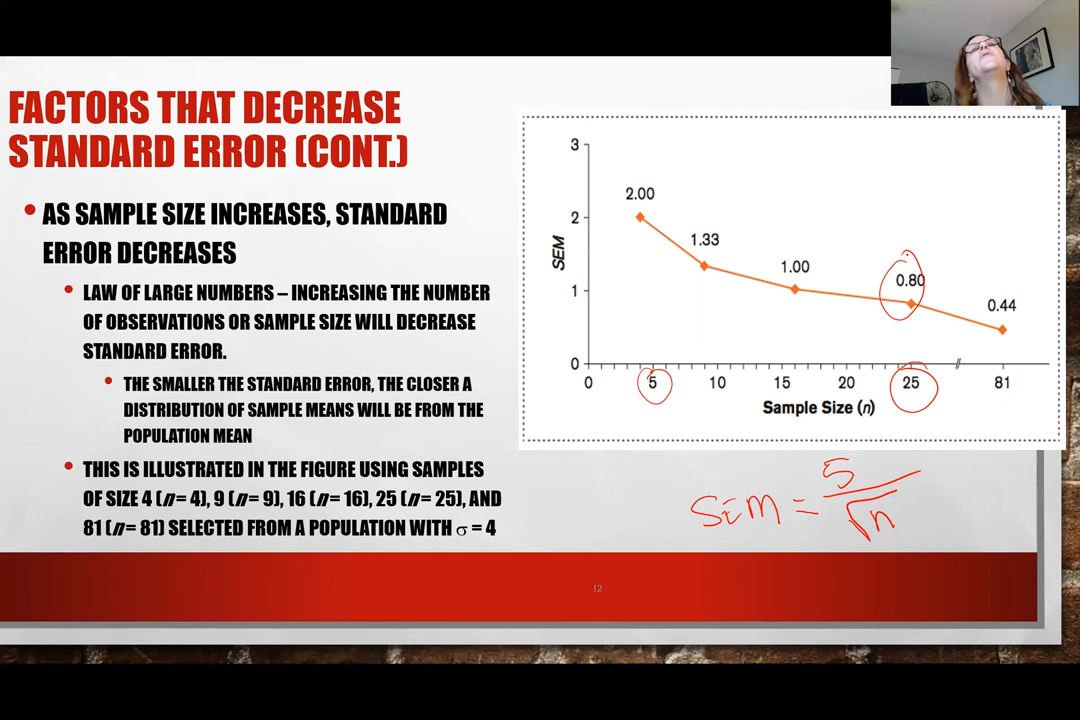 FACTORS THAT DECREASE
STANDARD ERROR (CONT.)
• AS SAMPLE SIZE INCREASES, STANDARD
ERROR DECREASES
• LAW OF LARGE NUMBERS – INCREASING THE NUMBER
OF OBSERVATIONS OR SAMPLE SIZE WILL DECREASE
STANDARD ERROR.
• THE SMALLER THE STANDARD ERROR, THE CLOSER A
DISTRIBUTION OF SAMPLE MEANS WILL BE FROM THE
POPULATION MEAN
• THIS IS ILLUSTRATED IN THE FIGURE USING SAMPLES
OF SIZE 4 (n = 4), 9 (n = 9), 16 (n = 16), 25 (n = 25), AND
81 (n = 81) SELECTED FROM A POPULATION WITH σ = 4
3
2
1
0
SEM
2.00
1.33
1.00
0.80
0.44
0 5 10 15 20 25 81
Sample Size (n)
SEM = 5/√n
12